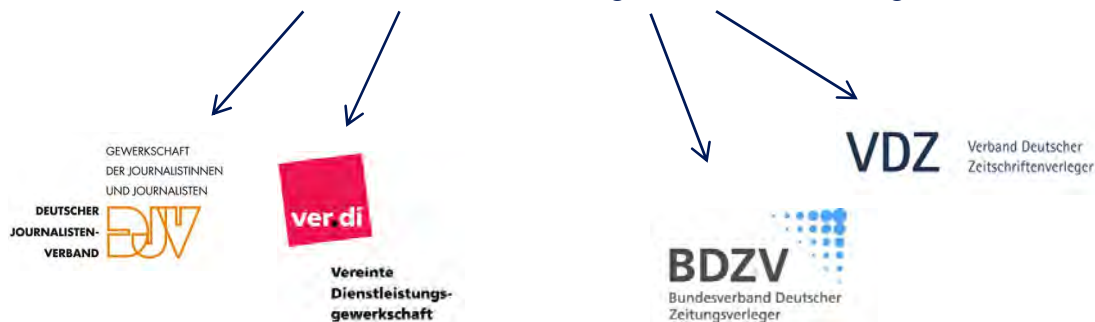 GEWERKSCHAFT
DER JOURNALISTINNEN
UND JOURNALISTEN
DEUTSCHER
JOURNALISTEN-
VERBAND
DJV
ver.di
Vereinte
Dienstleistungs-
gewerkschaft
BDZV
Bundesverband Deutscher
Zeitungsverleger
VDZ
Verband Deutscher
Zeitschriftenverleger